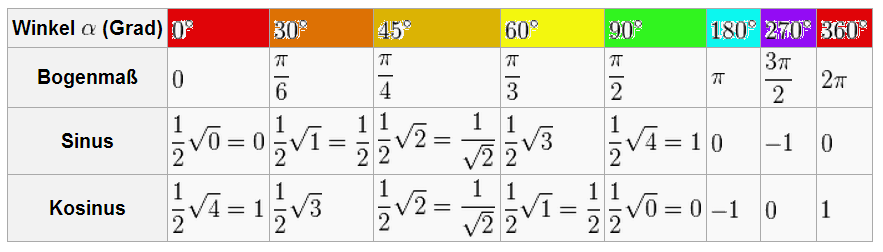 Winkel α (Grad) 0° 30° 45° 60° 90° 180° 270° 360°
Bogenmaß 0 π/6 π/4 π/3 π/2 π 3π/2 2π
Sinus 1/2√0 = 0 1/2√1 = 1/2 1/2√2 = 1/√2 1/2√3 1/2√4 = 1 0 −1 0
Kosinus 1/2√4 = 1 1/2√3 1/2√2 = 1/√2 1/2√1 = 1/2 1/2√0 = 0 −1 0 1